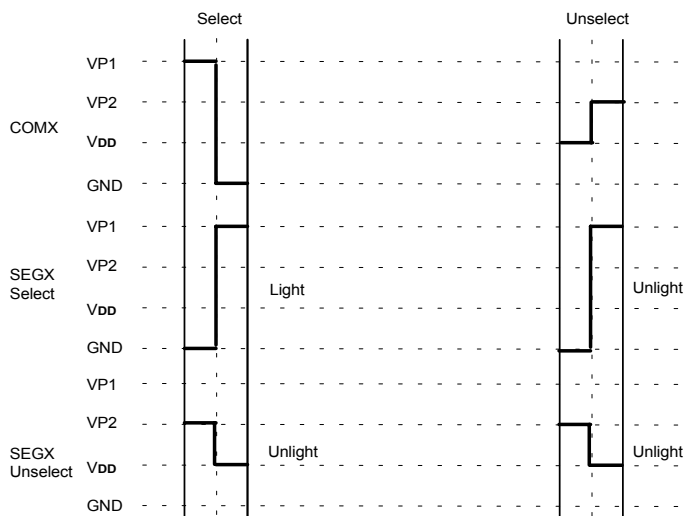 Select Unselect
VP1
VP2
COMX
VDD
GND
VP1
VP2
SEGX
Select
Light
Unlight
VDD
GND
VP1
VP2
SEGX
Unselect
Unlight
Unlight
VDD
GND